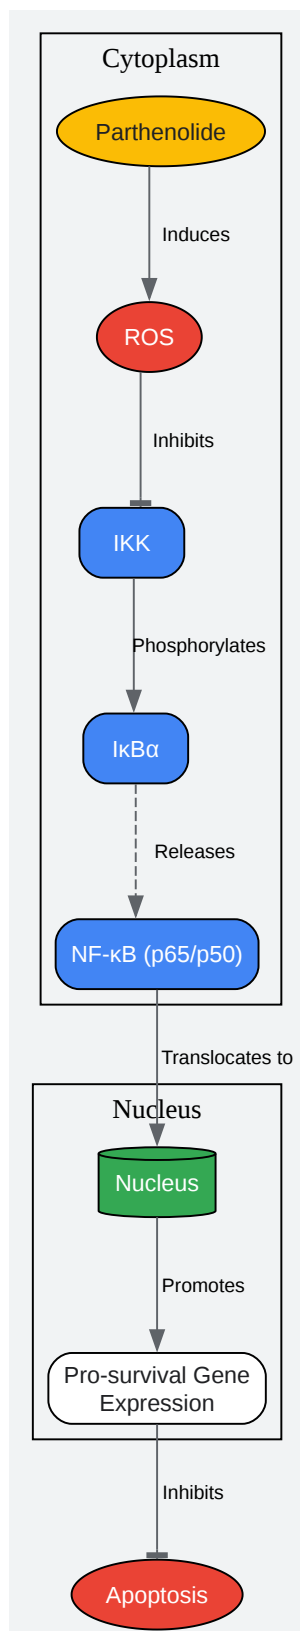 Cytoplasm
Parthenolide
Induces
ROS
Inhibits
IKK
Phosphorylates
IκBα
Releases
NF-κB (p65/p50)
Translocates to
Nucleus
Nucleus
Promotes
Pro-survival Gene
Expression
Inhibits
Apoptosis